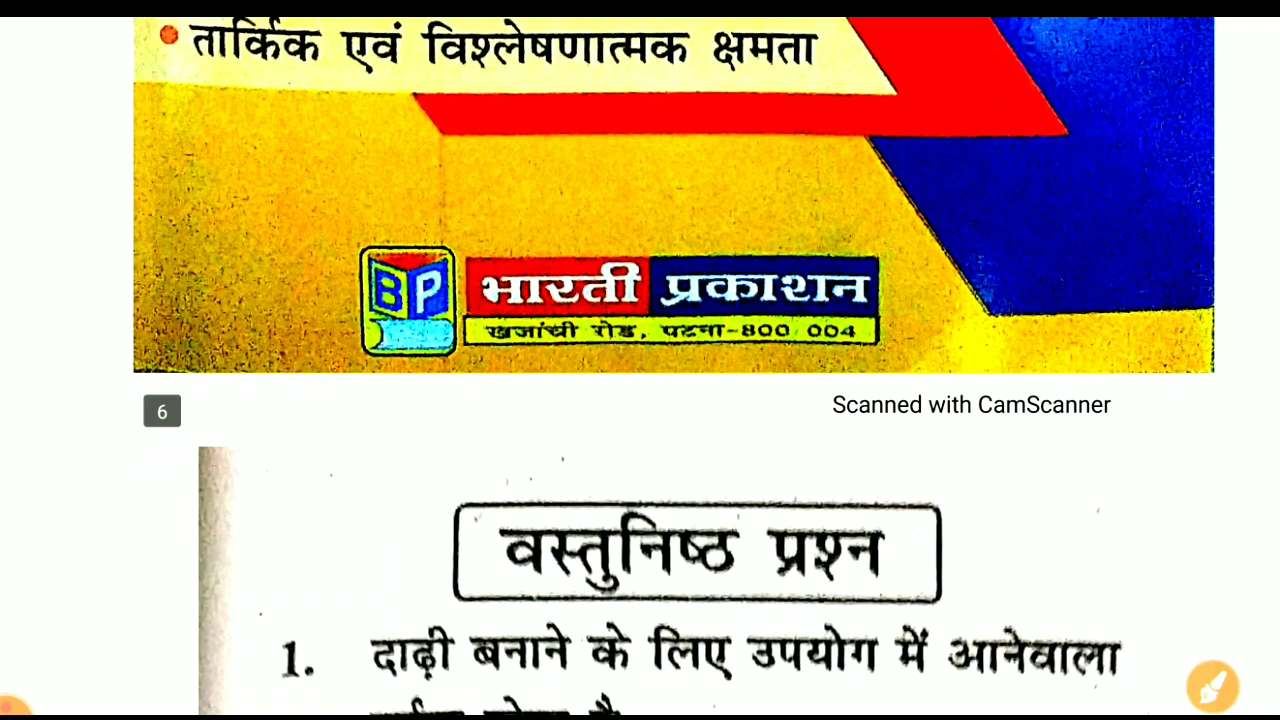 • तार्किक एवं विश्लेषणात्मक क्षमता
BP
भारती प्रकाशन
खजांची रोड, पटना-800 004
6
Scanned with CamScanner
वस्तुनिष्ठ प्रश्न
1. दाढ़ी बनाने के लिए उपयोग में आनेवाला